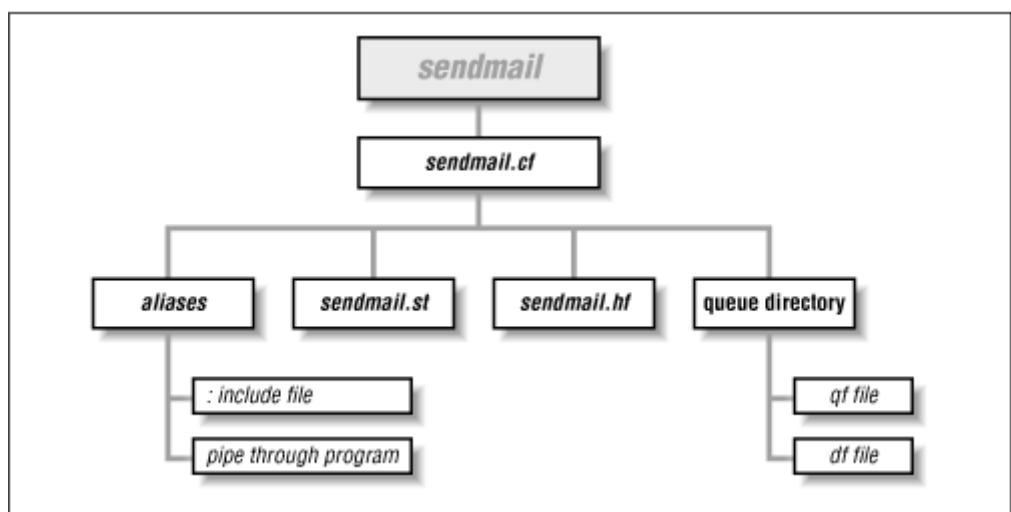 sendmail
sendmail.cf
aliases
sendmail.st
sendmail.hf
queue directory
: include file
pipe through program
qf file
df file